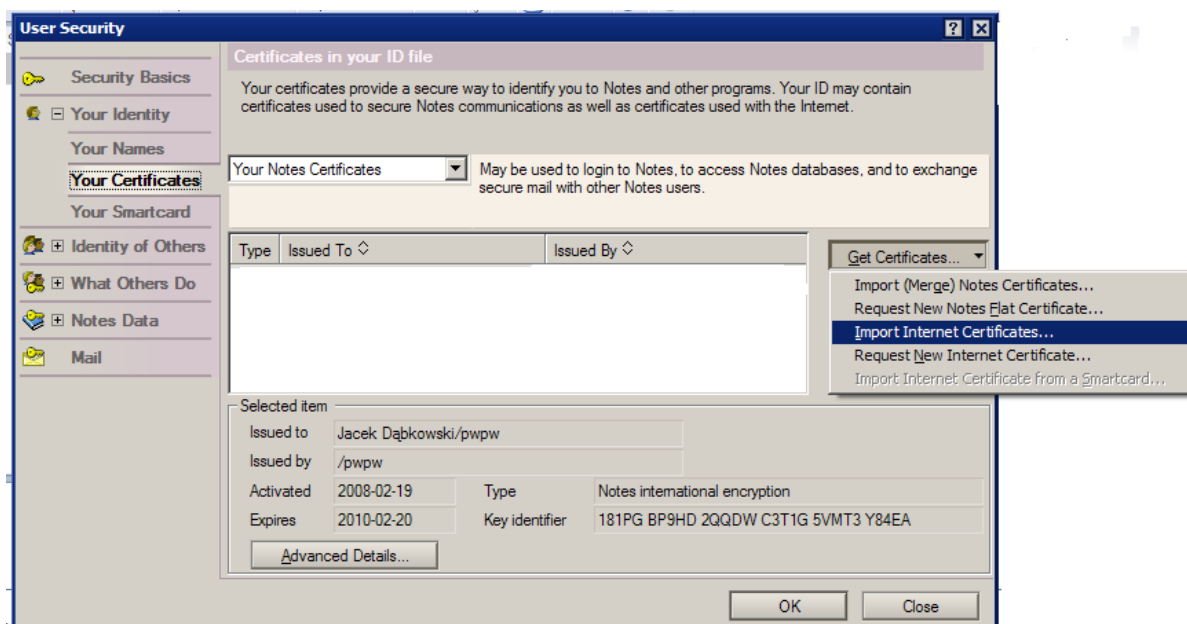 User Security
Security Basics
Your Identity
Your Names
Your Certificates
Your Smartcard
Identity of Others
What Others Do
Notes Data
Mail
Certificates in your ID file
Your certificates provide a secure way to identify you to Notes and other programs. Your ID may contain
certificates used to secure Notes communications as well as certificates used with the Internet.
Your Notes Certificates
May be used to login to Notes, to access Notes databases, and to exchange
secure mail with other Notes users.
Type Issued To Issued By
Get Certificates...
Import (Merge) Notes Certificates...
Request New Notes Flat Certificate...
Import Internet Certificates...
Request New Internet Certificate...
Import Internet Certificate from a Smartcard...
Selected item
Issued to Jacek Dąbkowski/pwpw
Issued by /pwpw
Activated 2008-02-19 Type Notes international encryption
Expires 2010-02-20 Key identifier 181PG BP9HD 2QQDW C3T1G 5VMT3 Y84EA
Advanced Details...
OK Close